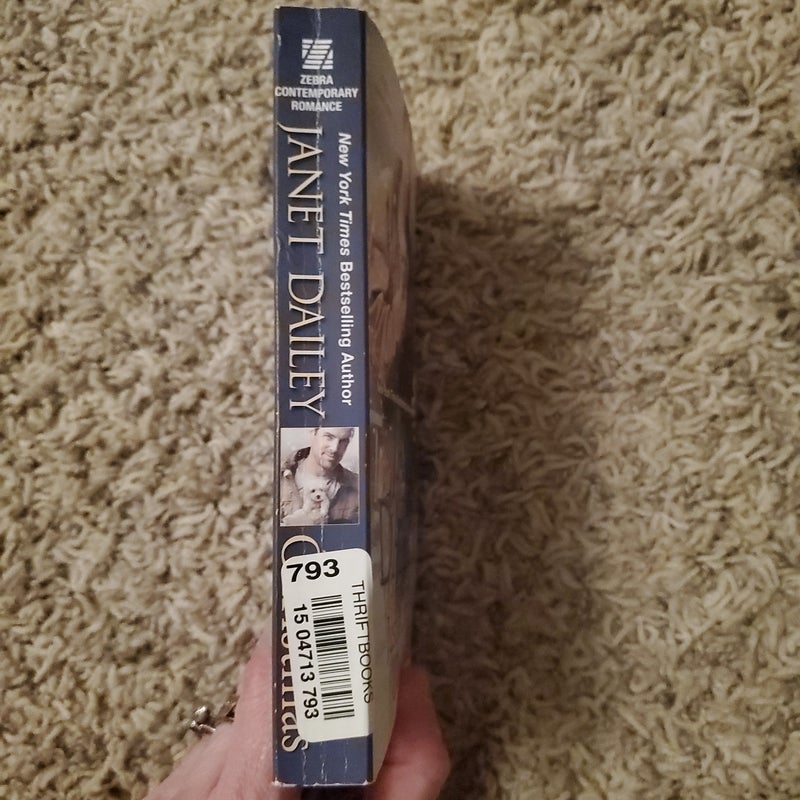 ZEBRA
CONTEMPORARY
ROMANCE
New York Times Bestselling Author
JANET DAILEY
793
THRIFTBOOKS
15 04713 793